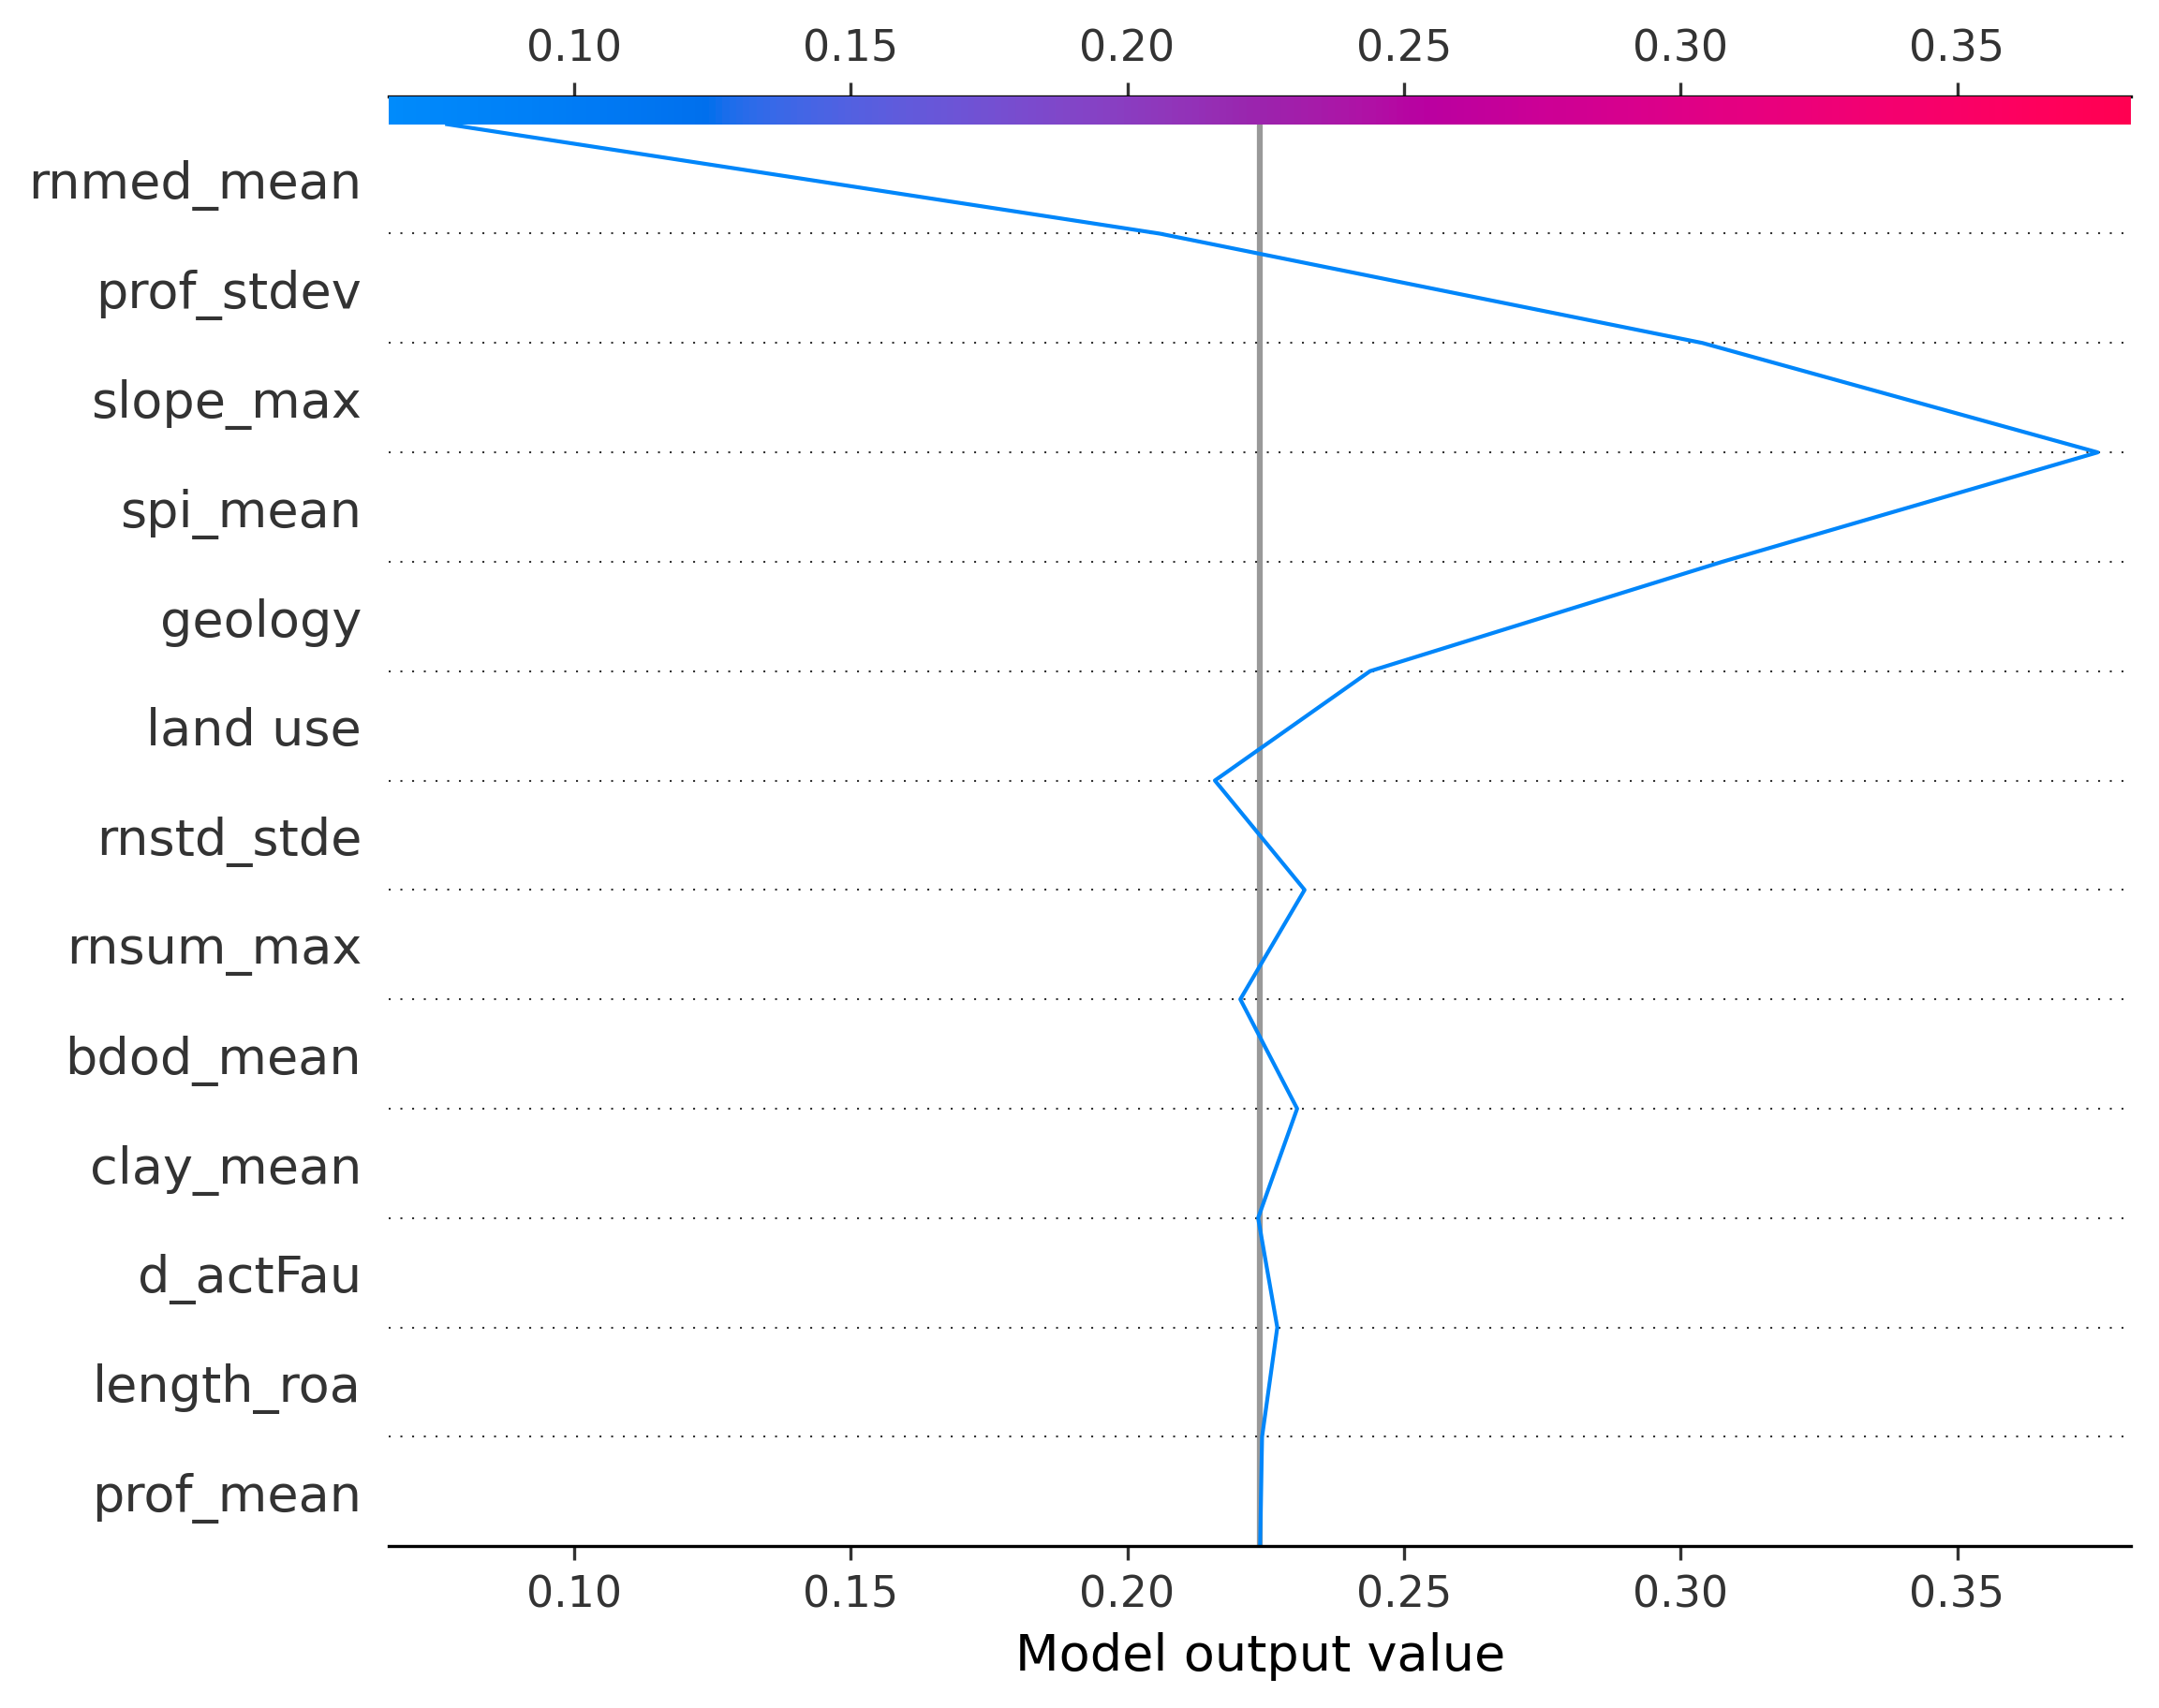 0.10 0.15 0.20 0.25 0.30 0.35
rnmed_mean
prof_stdev
slope_max
spi_mean
geology
land use
rnstd_stde
rnsum_max
bdod_mean
clay_mean
d_actFau
length_roa
prof_mean
0.10 0.15 0.20 0.25 0.30 0.35
Model output value